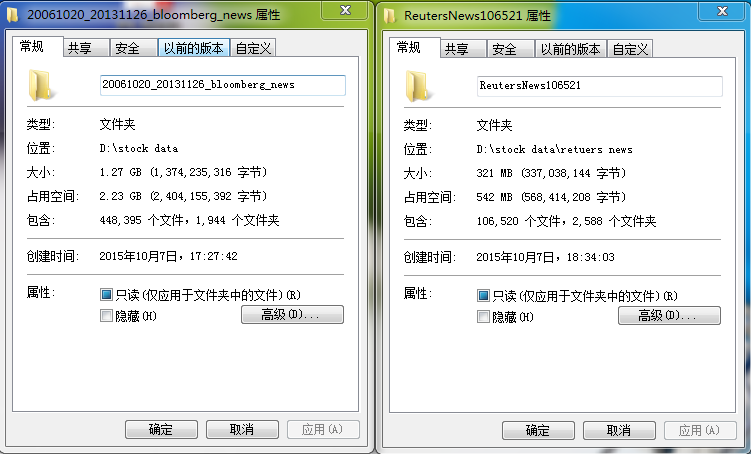 20061020_20131126_bloomberg_news 属性
常规 共享 安全 以前的版本 自定义
20061020_20131126_bloomberg_news
类型: 文件夹
位置: D:\stock data
大小: 1.27 GB (1,374,235,316 字节)
占用空间: 2.23 GB (2,404,155,392 字节)
包含: 448,395 个文件，1,944 个文件夹
创建时间: 2015年10月7日，17:27:42
属性: 只读(仅应用于文件夹中的文件)(R)
隐藏(H) 高级(D)...
确定 取消 应用(A)
ReutersNews106521 属性
常规 共享 安全 以前的版本 自定义
ReutersNews106521
类型: 文件夹
位置: D:\stock data\retuers news
大小: 321 MB (337,038,144 字节)
占用空间: 542 MB (568,414,208 字节)
包含: 106,520 个文件，2,588 个文件夹
创建时间: 2015年10月7日，18:34:03
属性: 只读(仅应用于文件夹中的文件)(R)
隐藏(H) 高级(D)...
确定 取消 应用(A)